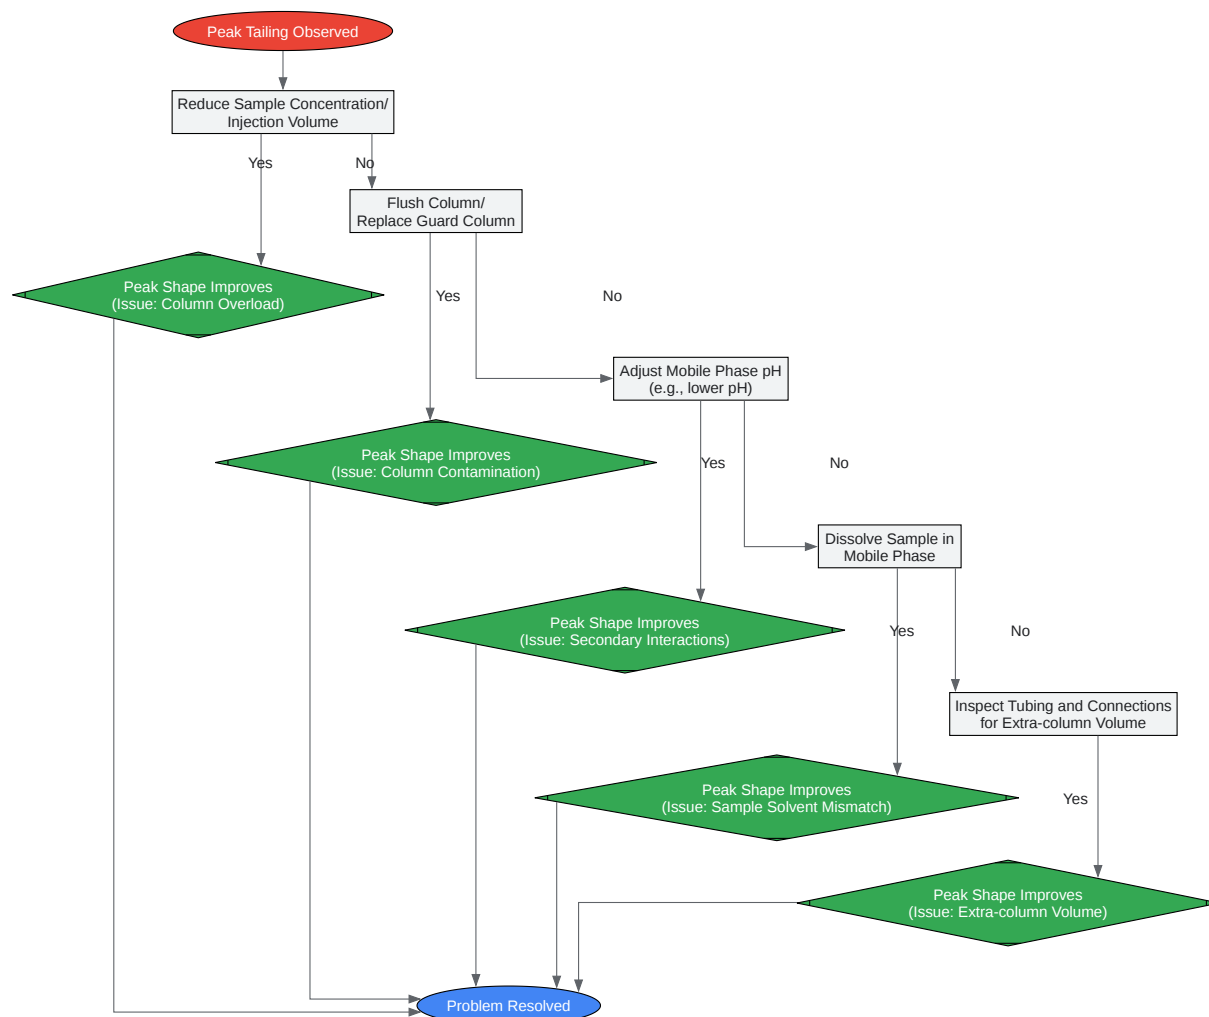 Peak Tailing Observed
Reduce Sample Concentration/
Injection Volume
Yes
No
Flush Column/
Replace Guard Column
Peak Shape Improves
(Issue: Column Overload)
Yes
No
Adjust Mobile Phase pH
(e.g., lower pH)
Peak Shape Improves
(Issue: Column Contamination)
Yes
No
Dissolve Sample in
Mobile Phase
Peak Shape Improves
(Issue: Secondary Interactions)
Yes
No
Inspect Tubing and Connections
for Extra-column Volume
Peak Shape Improves
(Issue: Sample Solvent Mismatch)
Yes
Peak Shape Improves
(Issue: Extra-column Volume)
Problem Resolved